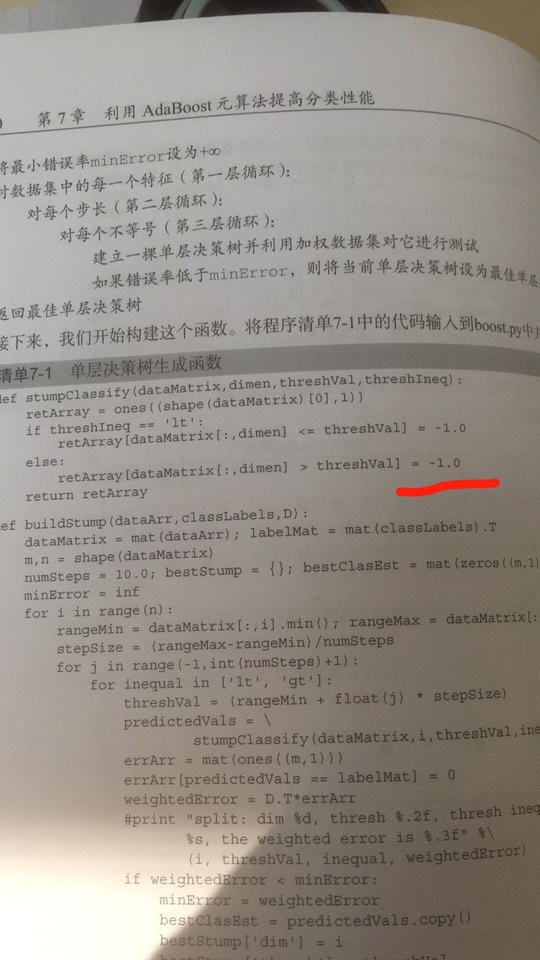 第7章 利用 AdaBoost 元算法提高分类性能
将最小错误率minError设为+∞
对数据集中的每一个特征（第一层循环）：
对每个步长（第二层循环）：
对每个不等号（第三层循环）：
建立一棵单层决策树并利用加权数据集对它进行测试
如果错误率低于minError，则将当前单层决策树设为最佳单层
返回最佳单层决策树
接下来，我们开始构建这个函数。将程序清单7-1中的代码输入到boost.py中并
清单7-1 单层决策树生成函数
def stumpClassify(dataMatrix,dimen,threshVal,threshIneq):
retArray = ones((shape(dataMatrix)[0],1))
if threshIneq == 'lt':
retArray[dataMatrix[:,dimen] <= threshVal] = -1.0
else:
retArray[dataMatrix[:,dimen] > threshVal] = -1.0
return retArray
def buildStump(dataArr,classLabels,D):
dataMatrix = mat(dataArr); labelMat = mat(classLabels).T
m,n = shape(dataMatrix)
numSteps = 10.0; bestStump = {}; bestClasEst = mat(zeros((m,1)
minError = inf
for i in range(n):
rangeMin = dataMatrix[:,i].min(); rangeMax = dataMatrix[:
stepSize = (rangeMax-rangeMin)/numSteps
for j in range(-1,int(numSteps)+1):
for inequal in ['lt', 'gt']:
threshVal = (rangeMin + float(j) * stepSize)
predictedVals = \
stumpClassify(dataMatrix,i,threshVal,ine
errArr = mat(ones((m,1)))
errArr[predictedVals == labelMat] = 0
weightedError = D.T*errArr
#print "split: dim %d, thresh %.2f, thresh ineq
%s, the weighted error is %.3f" %\
(i, threshVal, inequal, weightedError)
if weightedError < minError:
minError = weightedError
bestClasEst = predictedVals.copy()
bestStump['dim'] = i